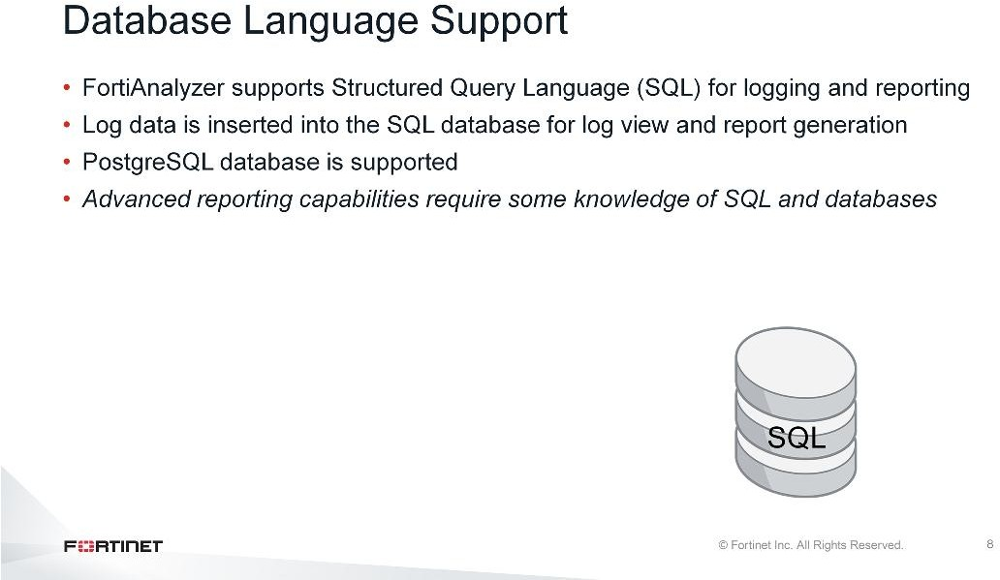 Database Language Support
• FortiAnalyzer supports Structured Query Language (SQL) for logging and reporting
• Log data is inserted into the SQL database for log view and report generation
• PostgreSQL database is supported
• Advanced reporting capabilities require some knowledge of SQL and databases
SQL
FORTINET
© Fortinet Inc. All Rights Reserved.
8